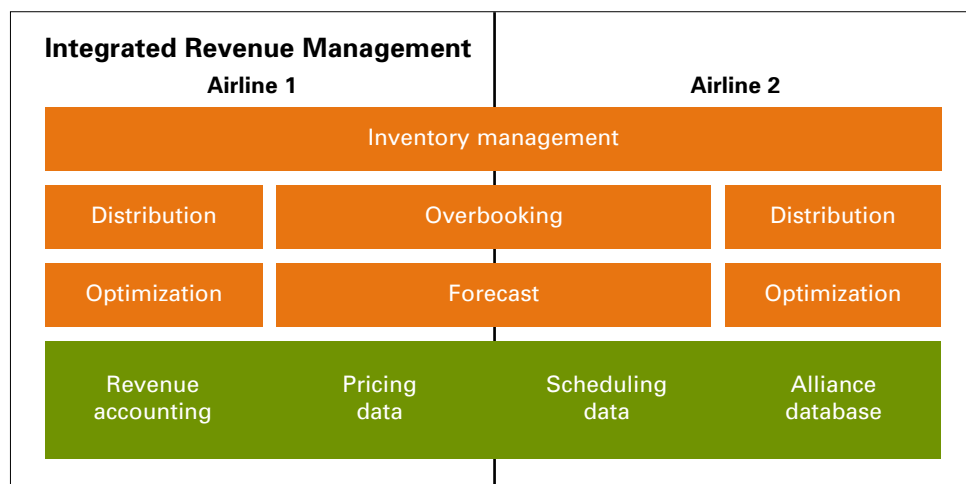 Integrated Revenue Management
Airline 1
Airline 2
Inventory management
Distribution
Overbooking
Distribution
Optimization
Forecast
Optimization
Revenue
accounting
Pricing
data
Scheduling
data
Alliance
database